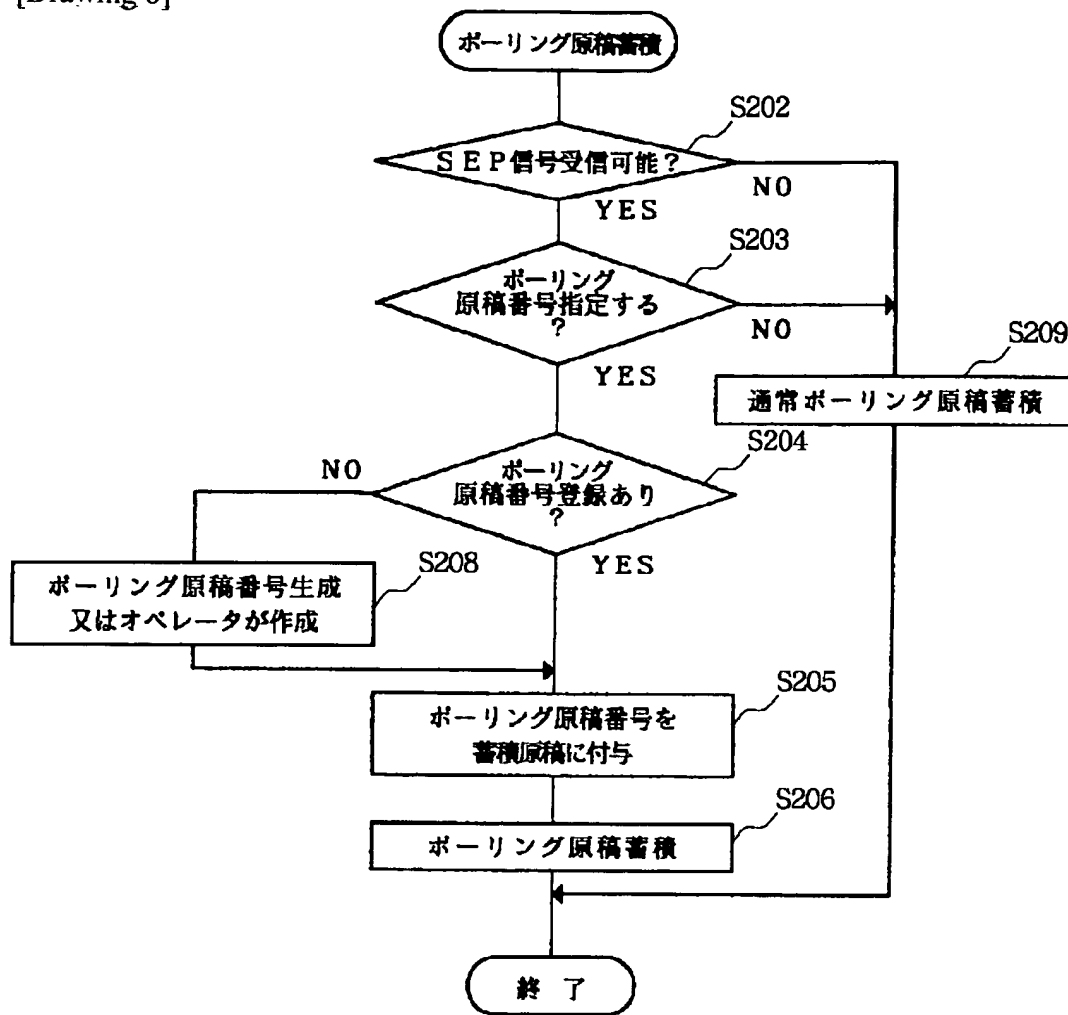 ポーリング原稿蓄積
S202
SEP信号受信可能?
NO
YES
S203
ポーリング
原稿番号指定する
?
NO
YES
S209
通常ポーリング原稿蓄積
S204
ポーリング
原稿番号登録あり
?
NO
YES
S208
ポーリング原稿番号生成
又はオペレータが作成
S205
ポーリング原稿番号を
蓄積原稿に付与
S206
ポーリング原稿蓄積
終了